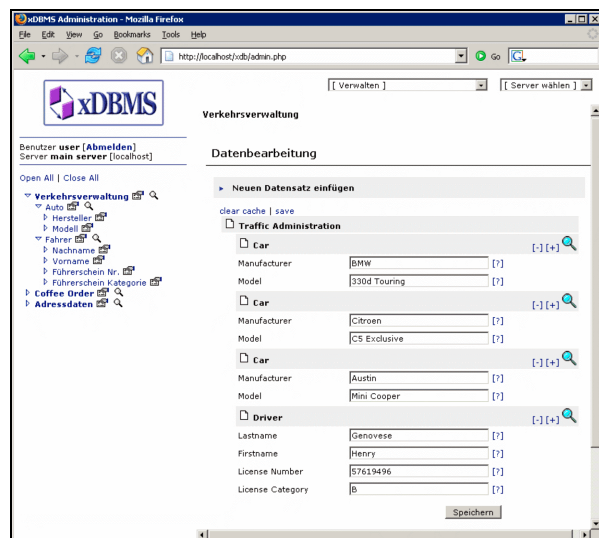 xDBMS Administration - Mozilla Firefox
File Edit View Go Bookmarks Tools Help
http://localhost/xdb/admin.php Go G
xDBMS
[ Verwalten ] [ Server wählen ]
Verkehrsverwaltung
Benutzer user [Abmelden]
Server main server [localhost]
Open All | Close All
Verkehrsverwaltung
Auto
Hersteller
Modell
Fahrer
Nachname
Vorname
Führerschein Nr.
Führerschein Kategorie
Coffee Order
Adressdaten
Datenbearbeitung
Neuen Datensatz einfügen
clear cache | save
Traffic Administration
Car [-] [+]
Manufacturer BMW [?]
Model 330d Touring [?]
Car [-] [+]
Manufacturer Citroen [?]
Model C5 Exclusive [?]
Car [-] [+]
Manufacturer Austin [?]
Model Mini Cooper [?]
Driver [-] [+]
Lastname Genovese [?]
Firstname Henry [?]
License Number 57619496 [?]
License Category B [?]
Speichern